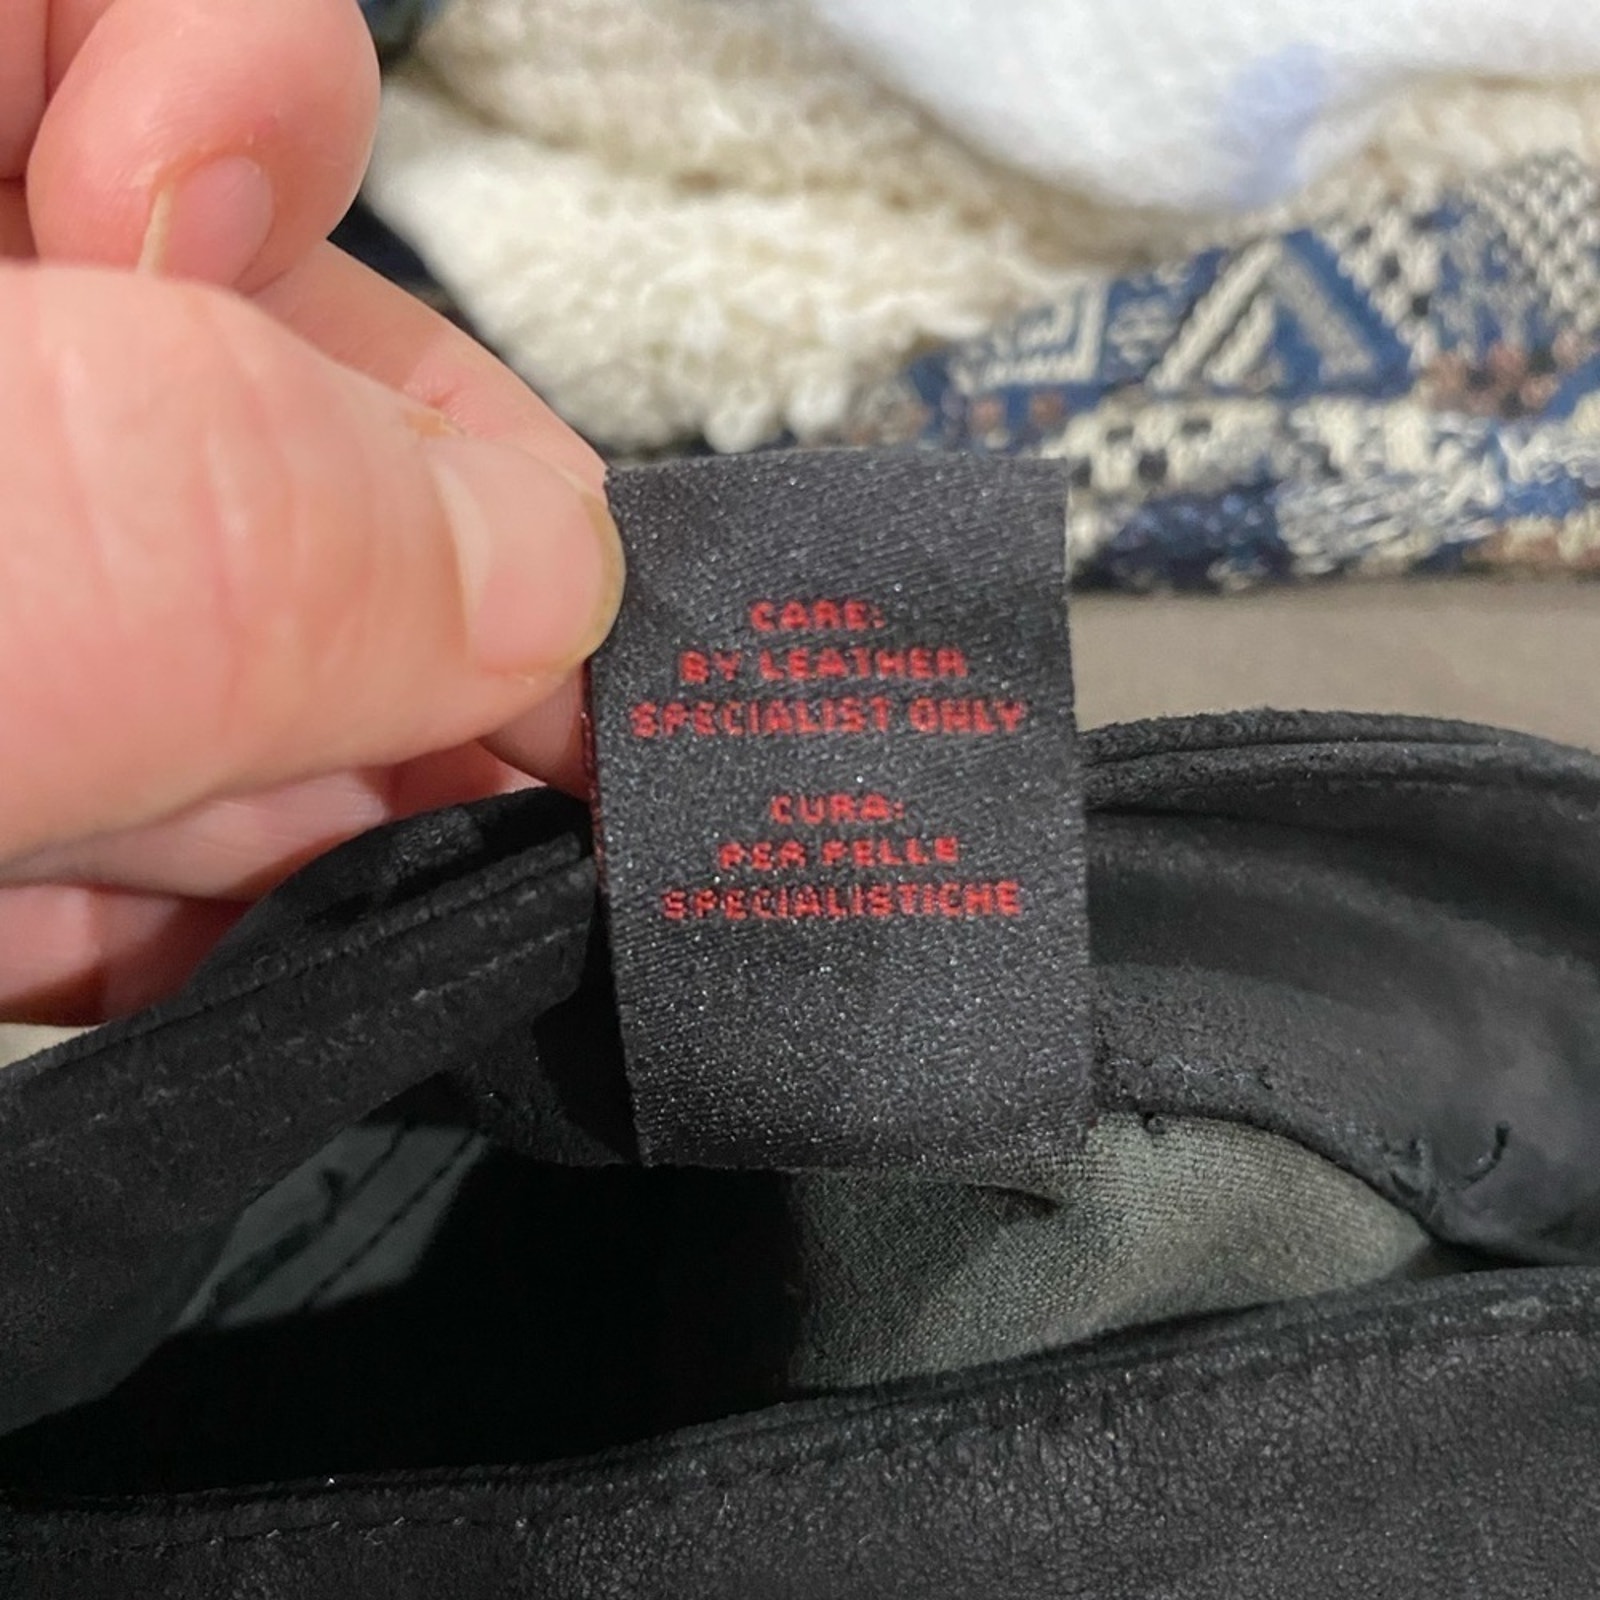 CARE:
BY LEATHER
SPECIALIST ONLY
CURA:
PER PELLE
SPECIALISTICHE